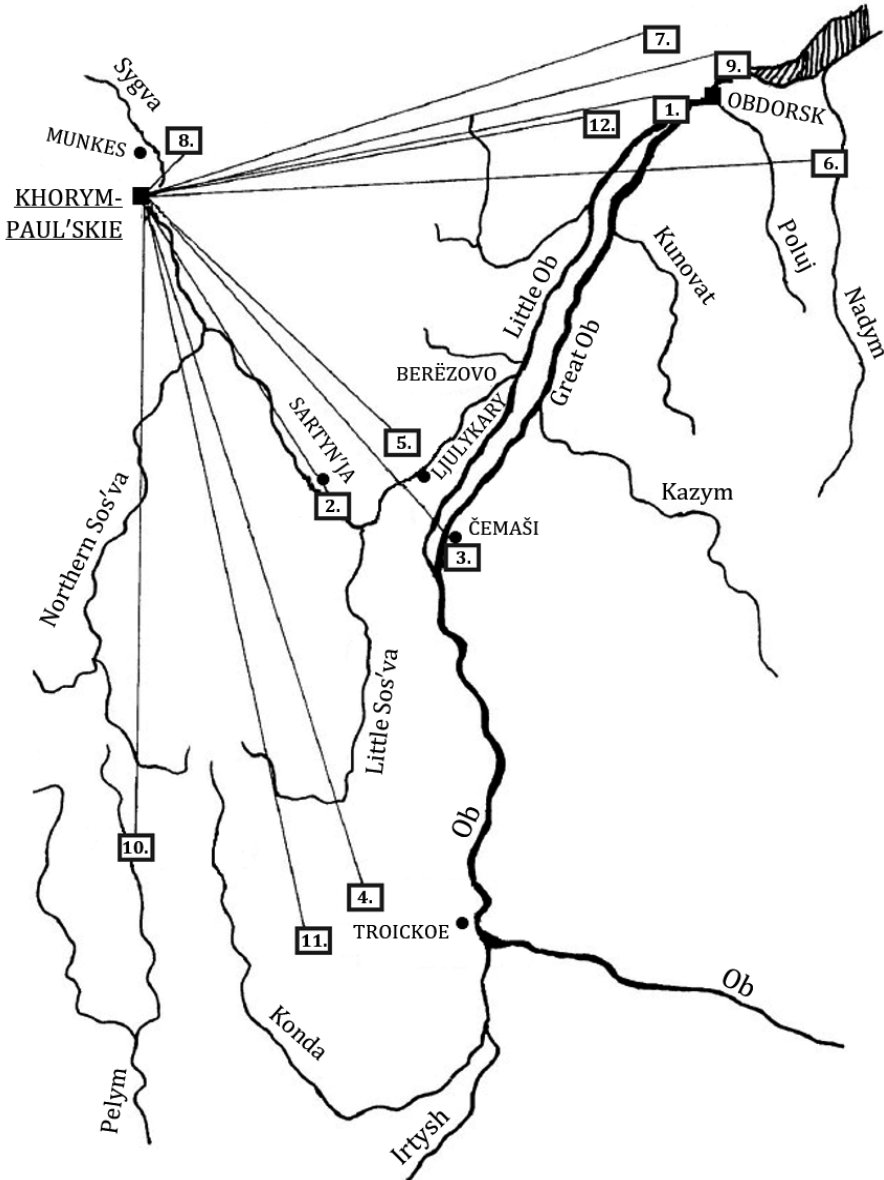 7.
9.
Sygva
1.
OBDORSK
12.
MUNKES
8.
6.
KHORYM-
PAUL'SKIE
Poluj
Kunovat
Nadym
Little Ob
Great Ob
BERËZOVO
LJULYKARY
SARTYN'JA
5.
2.
Kazym
ČEMAŠI
3.
Northern Sos'va
Little Sos'va
Ob
10.
4.
11.
TROICKOE
Ob
Konda
Pelym
Irtysh